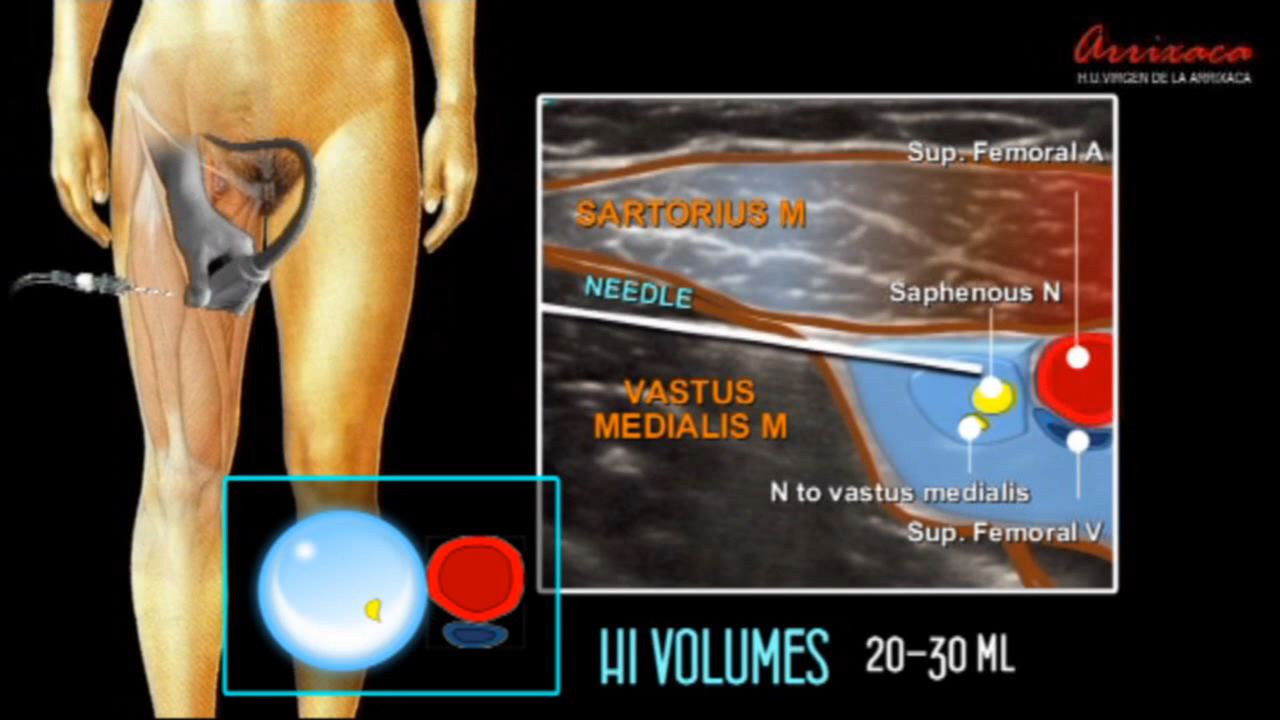 Arrixaca
H.U. VIRGEN DE LA ARRIXACA
Sup. Femoral A
SARTORIUS M
NEEDLE
Saphenous N
VASTUS
MEDIALIS M
N to vastus medialis
Sup. Femoral V
HI VOLUMES 20-30 ML